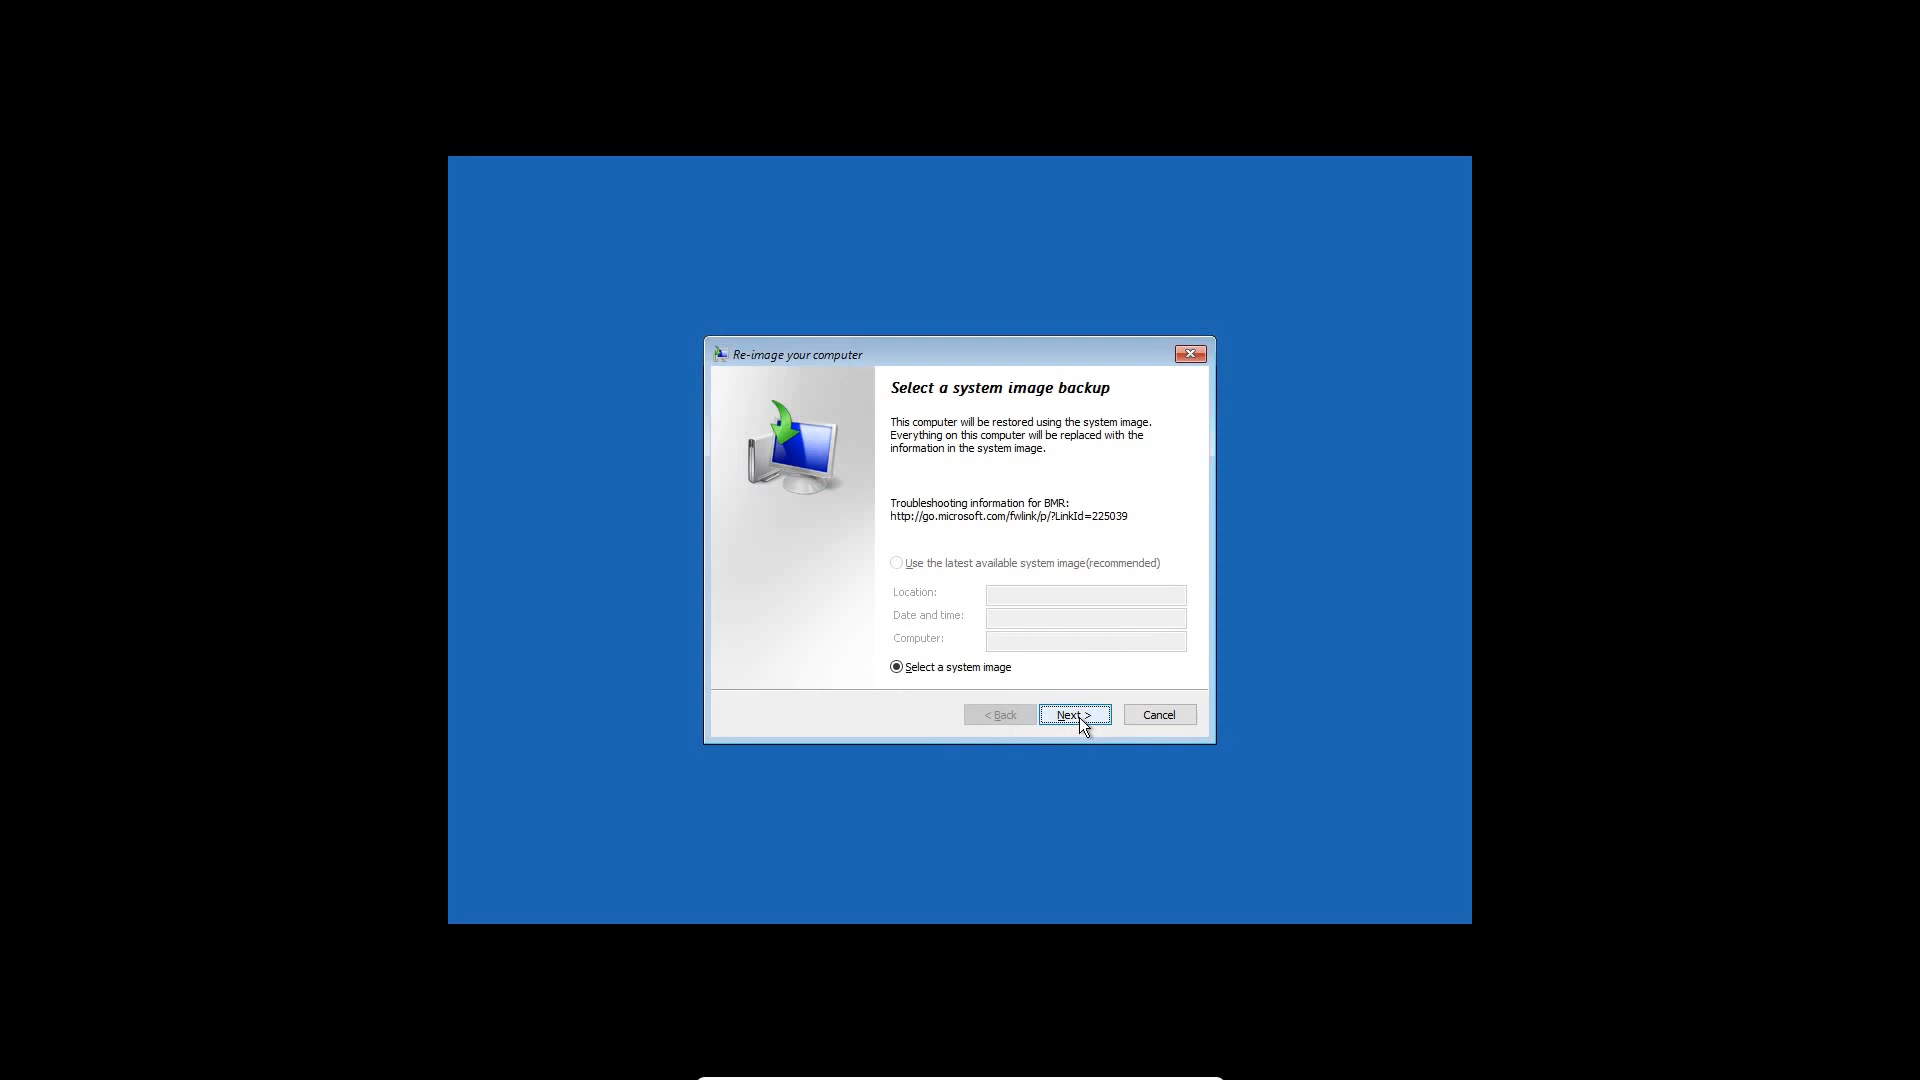 Re-image your computer
Select a system image backup
This computer will be restored using the system image.
Everything on this computer will be replaced with the
information in the system image.
Troubleshooting information for BMR:
http://go.microsoft.com/fwlink/p/?LinkId=225039
Use the latest available system image(recommended)
Location:
Date and time:
Computer:
Select a system image
< Back
Next >
Cancel